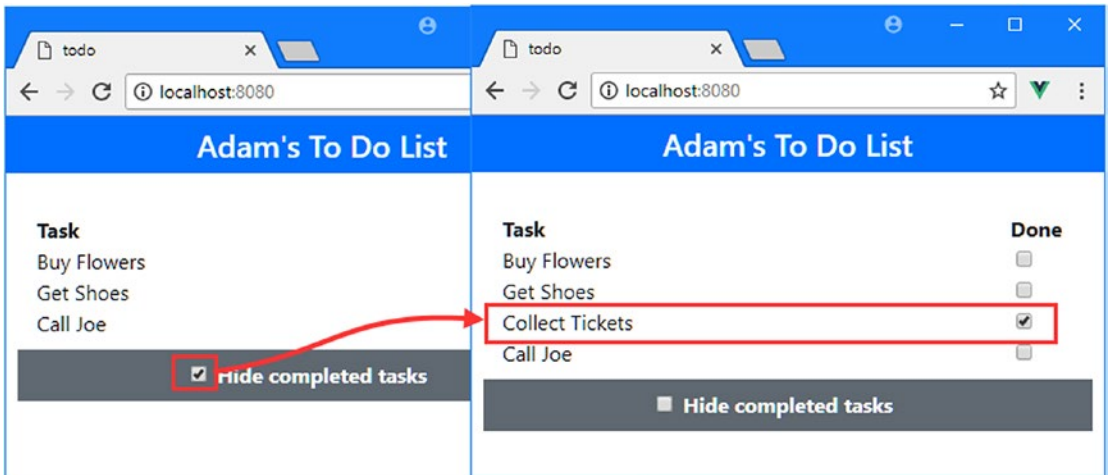 todo
localhost:8080
Adam's To Do List
Task
Buy Flowers
Get Shoes
Call Joe
Hide completed tasks
todo
localhost:8080
Adam's To Do List
Task Done
Buy Flowers
Get Shoes
Collect Tickets
Call Joe
Hide completed tasks